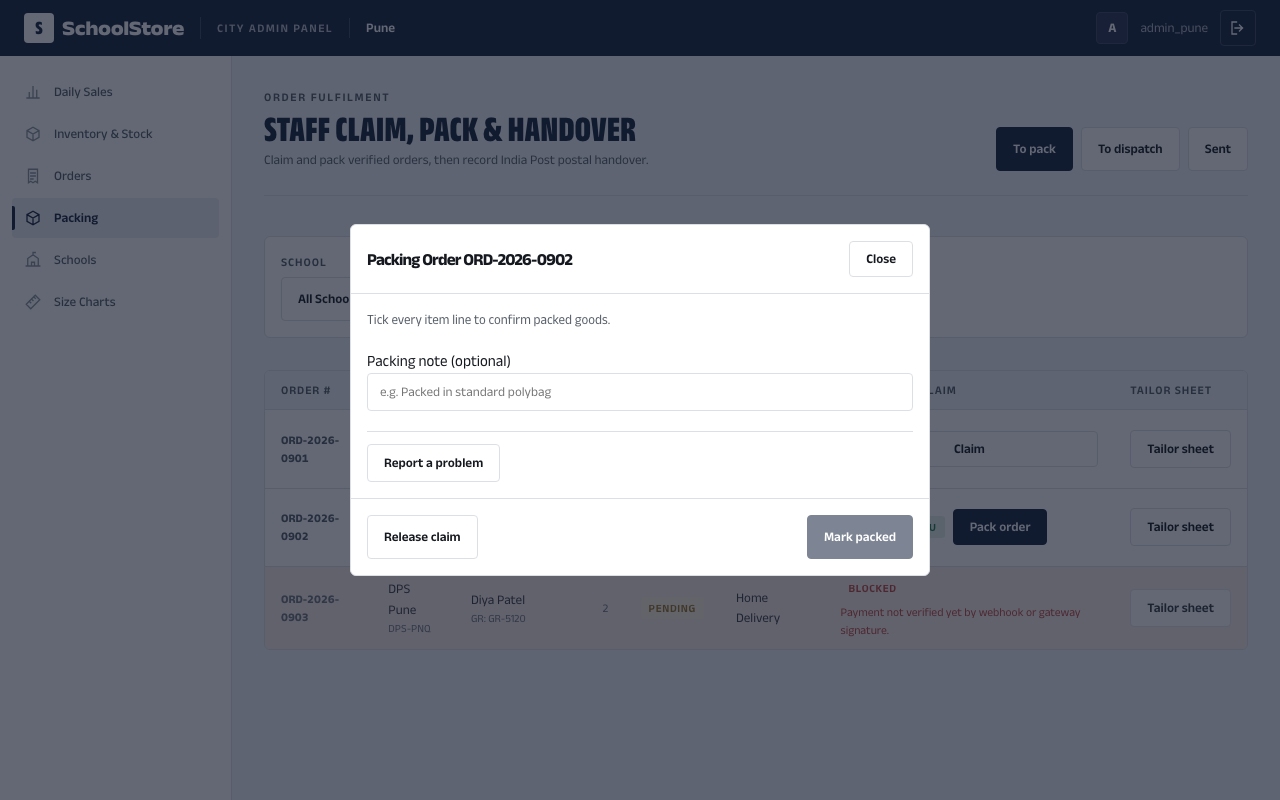 S SchoolStore CITY ADMIN PANEL Pune A admin_pune
Daily Sales
Inventory & Stock
Orders
Packing
Schools
Size Charts
ORDER FULFILMENT
STAFF CLAIM, PACK & HANDOVER
Claim and pack verified orders, then record India Post postal handover.
To pack To dispatch Sent
SCHOOL
All Schoo
Packing Order ORD-2026-0902
Close
Tick every item line to confirm packed goods.
Packing note (optional)
e.g. Packed in standard polybag
Report a problem
Release claim
Mark packed
ORDER # LAIM TAILOR SHEET
ORD-2026-
0901
Claim Tailor sheet
ORD-2026-
0902
U Pack order Tailor sheet
ORD-2026-
0903
DPS
Pune
DPS-PNQ
Diya Patel
GR: GR-5120
2
PENDING
Home
Delivery
BLOCKED
Payment not verified yet by webhook or gateway
signature.
Tailor sheet